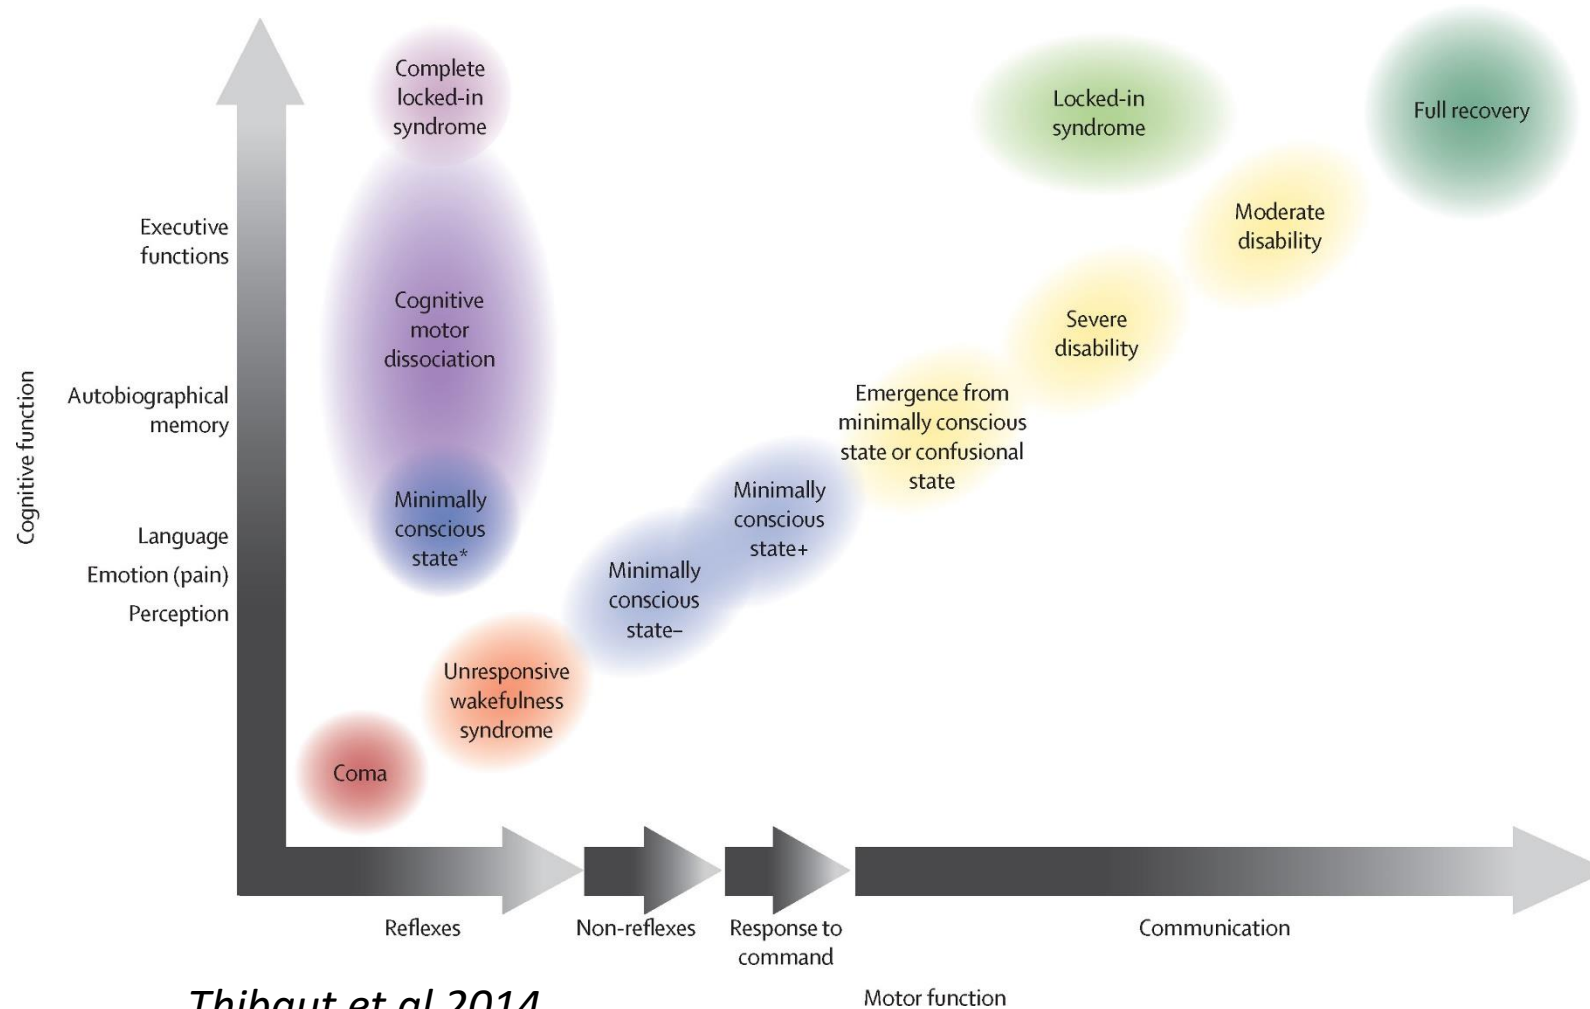 Complete
locked-in
syndrome
Locked-in
syndrome
Full recovery
Executive
functions
Moderate
disability
Cognitive
motor
dissociation
Severe
disability
Cognitive function
Autobiographical
memory
Emergence from
minimally conscious
state or confusional
state
Minimally
conscious
state*
Minimally
conscious
state+
Language
Emotion (pain)
Perception
Minimally
conscious
state–
Unresponsive
wakefulness
syndrome
Coma
Reflexes
Non-reflexes
Response to
command
Communication
Thibaut et al 2014
Motor function